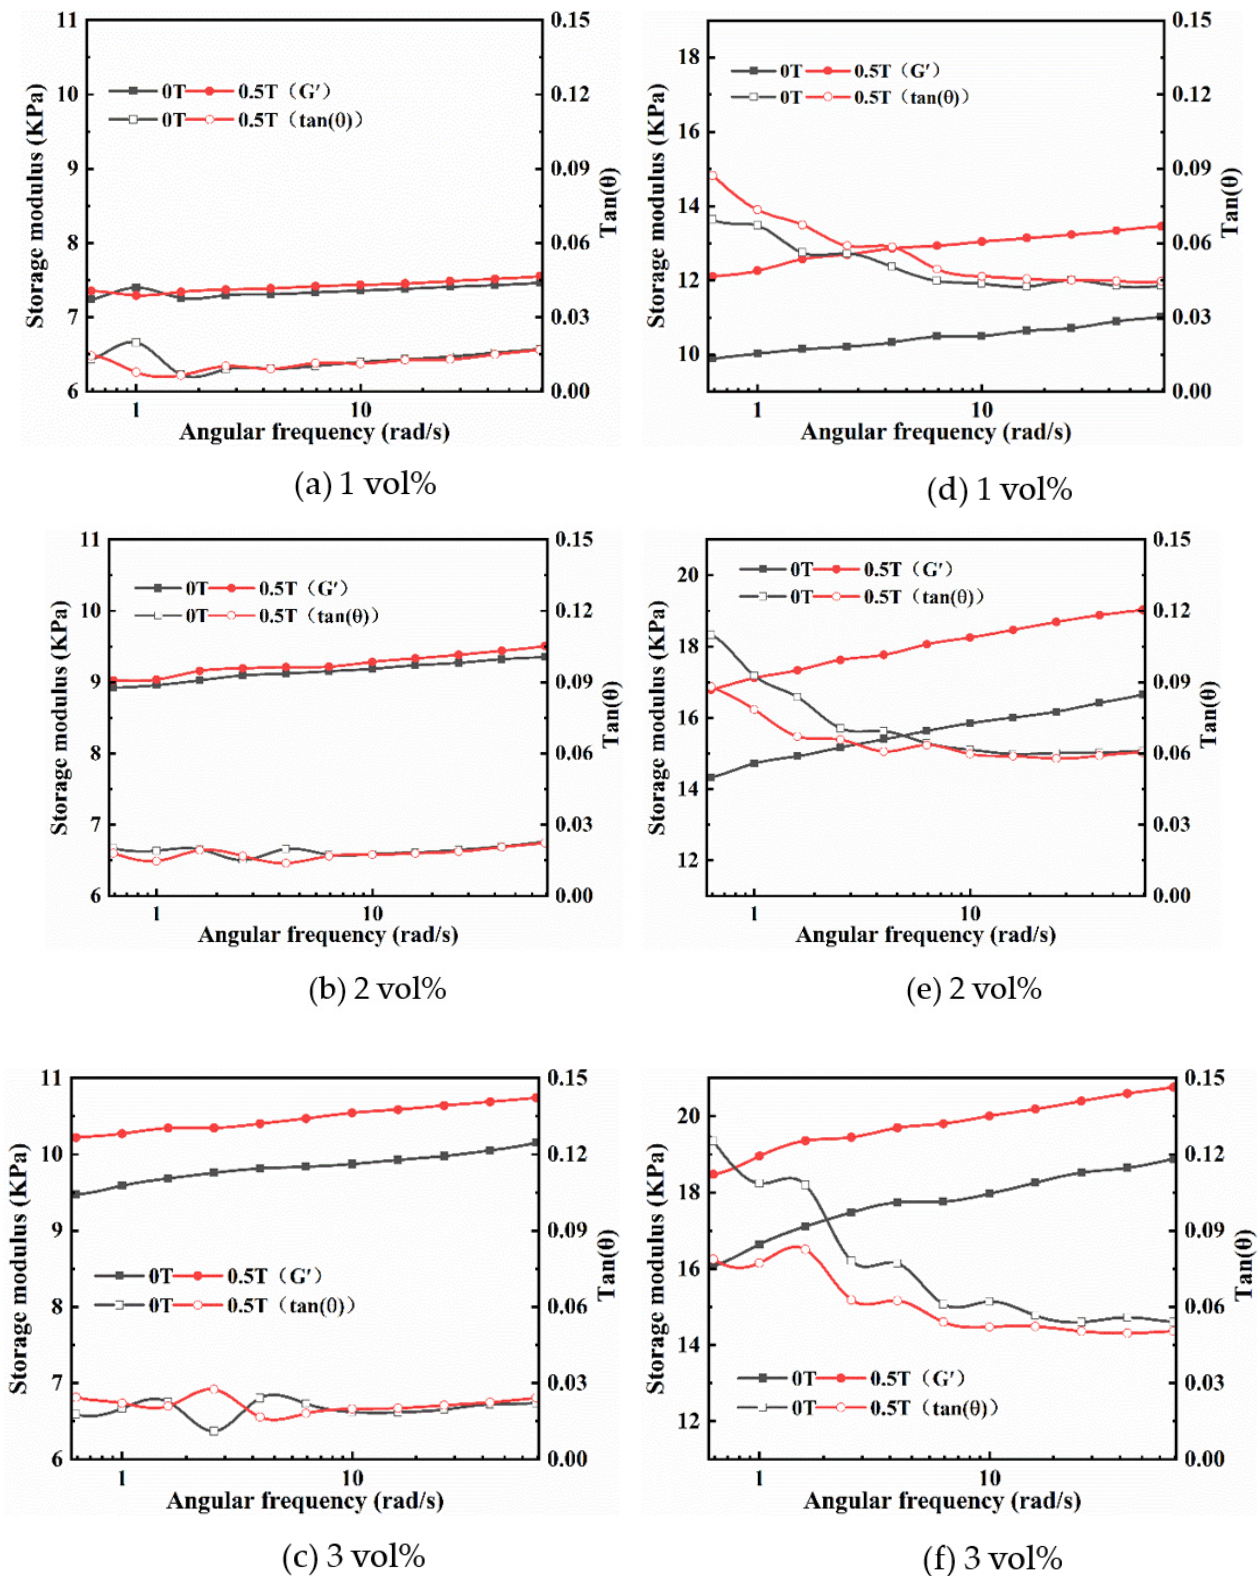 11
10
9
8
7
6
Storage modulus (KPa)
0T 0.5T（G'）
0T 0.5T（tan(θ)）
0.15
0.12
0.09
0.06
0.03
0.00
Tan(θ)
1 10
Angular frequency (rad/s)
(a) 1 vol%
18
16
14
12
10
Storage modulus (KPa)
0T 0.5T（G'）
0T 0.5T（tan(θ)）
0.15
0.12
0.09
0.06
0.03
0.00
Tan(θ)
1 10
Angular frequency (rad/s)
(d) 1 vol%
11
10
9
8
7
6
Storage modulus (KPa)
0T 0.5T（G'）
0T 0.5T（tan(θ)）
0.15
0.12
0.09
0.06
0.03
0.00
Tan(θ)
1 10
Angular frequency (rad/s)
(b) 2 vol%
20
18
16
14
12
Storage modulus (KPa)
0T 0.5T（G'）
0T 0.5T（tan(θ)）
0.15
0.12
0.09
0.06
0.03
0.00
Tan(θ)
1 10
Angular frequency (rad/s)
(e) 2 vol%
11
10
9
8
7
6
Storage modulus (KPa)
0T 0.5T（G'）
0T 0.5T（tan(θ)）
0.15
0.12
0.09
0.06
0.03
0.00
Tan(θ)
1 10
Angular frequency (rad/s)
(c) 3 vol%
20
18
16
14
12
Storage modulus (KPa)
0T 0.5T（G'）
0T 0.5T（tan(θ)）
0.15
0.12
0.09
0.06
0.03
0.00
Tan(θ)
1 10
Angular frequency (rad/s)
(f) 3 vol%